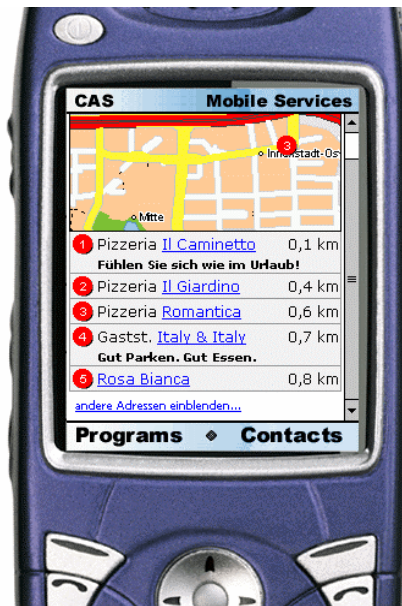 CAS Mobile Services
3
Innenstadt-Os
Mitte
1 Pizzeria Il Caminetto 0,1 km
Fühlen Sie sich wie im Urlaub!
2 Pizzeria Il Giardino 0,4 km
3 Pizzeria Romantica 0,6 km
4 Gastst. Italy & Italy 0,7 km
Gut Parken. Gut Essen.
5 Rosa Bianca 0,8 km
andere Adressen einblenden...
Programs Contacts